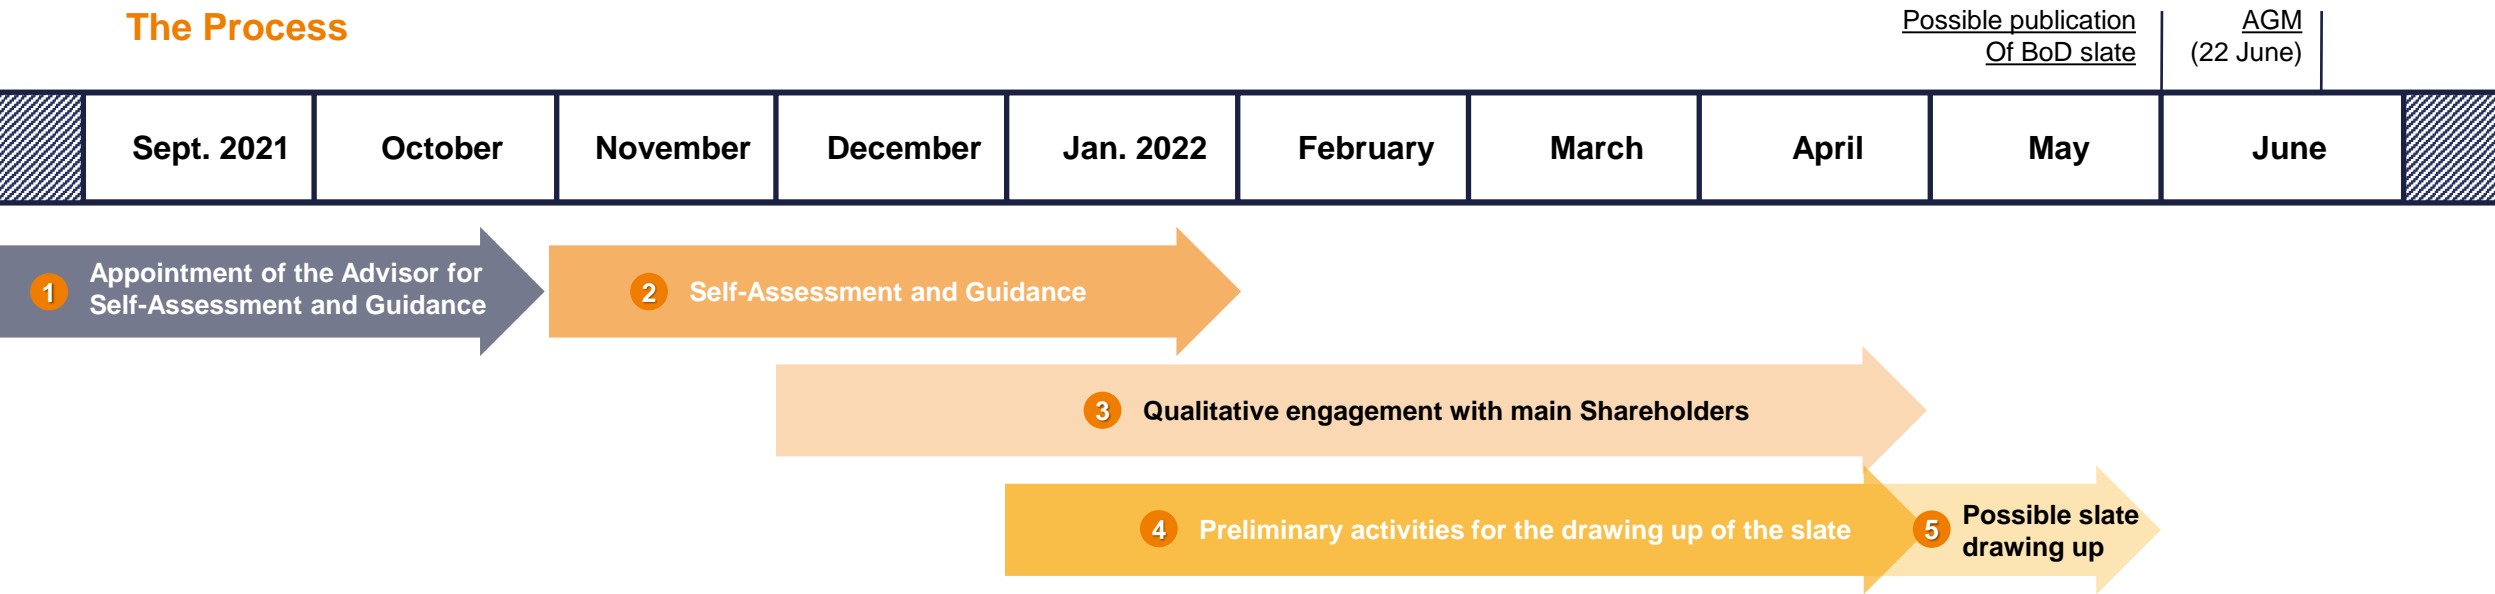 The Process
Possible publication
Of BoD slate
AGM
(22 June)
Sept. 2021
October
November
December
Jan. 2022
February
March
April
May
June
1
Appointment of the Advisor for
Self-Assessment and Guidance
2
Self-Assessment and Guidance
3
Qualitative engagement with main Shareholders
4
Preliminary activities for the drawing up of the slate
5
Possible slate
drawing up